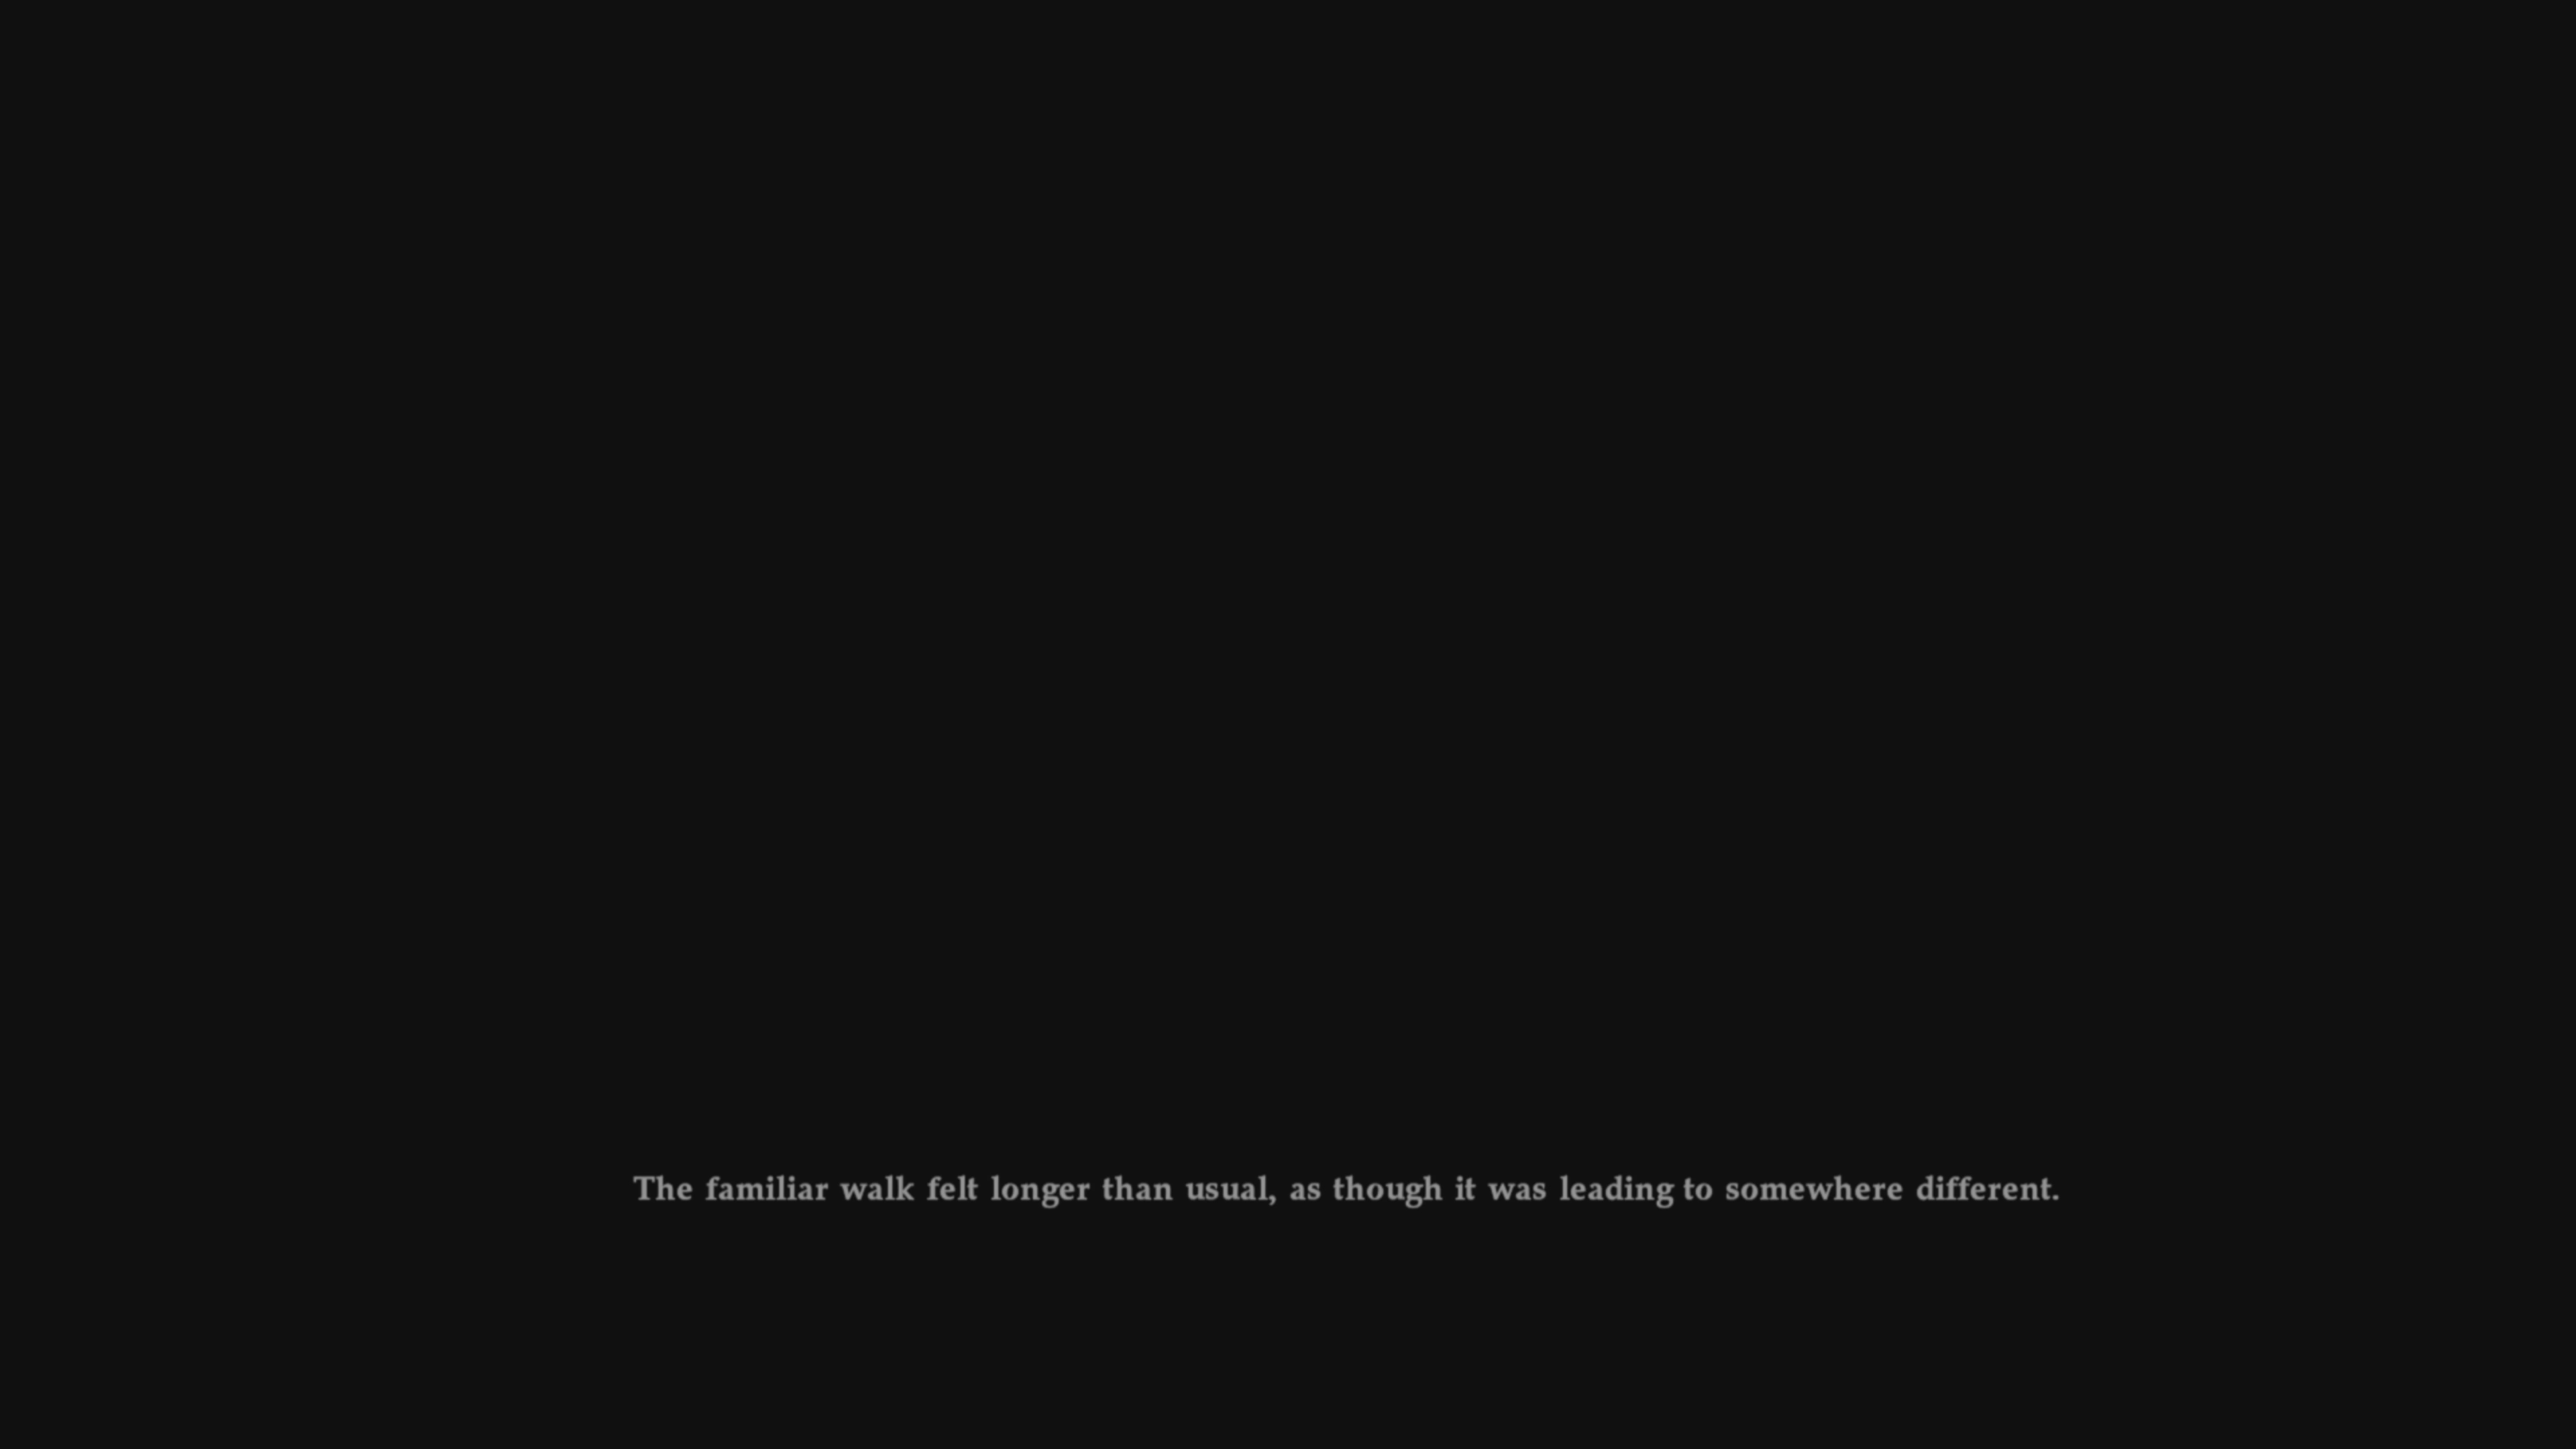 The familiar walk felt longer than usual, as though it was leading to somewhere different.